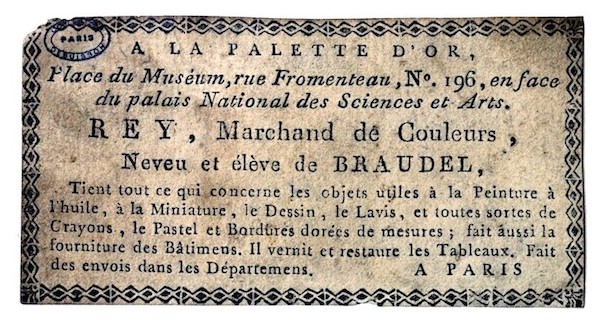 PARIS
A LA PALETTE D'OR,
Place du Muséum, rue Fromenteau, N°. 196, en face
du palais National des Sciences et Arts.
REY, Marchand de Couleurs,
Neveu et élève de BRAUDEL,
Tient tout ce qui concerne les objets utiles à la Peinture à
l'huile, à la Miniature, le Dessin, le Lavis, et toutes sortes de
Crayons, le Pastel et Bordures dorées de mesures; fait aussi la
fourniture des Bâtimens. Il vernit et restaure les Tableaux. Fait
des envois dans les Départemens. A PARIS